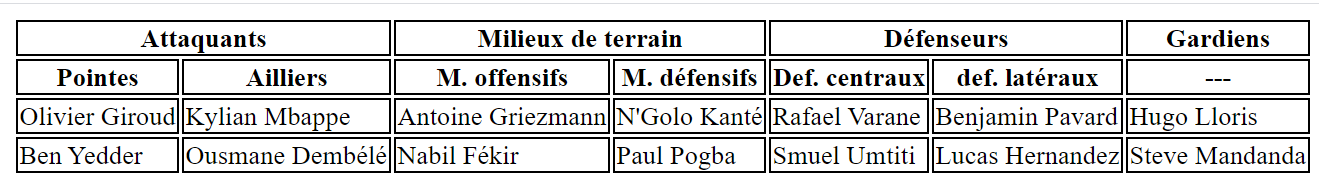 Attaquants Milieux de terrain Défenseurs Gardiens
Pointes Ailliers M. offensifs M. défensifs Def. centraux def. latéraux ---
Olivier Giroud Kylian Mbappe Antoine Griezmann N'Golo Kanté Rafael Varane Benjamin Pavard Hugo Lloris
Ben Yedder Ousmane Dembélé Nabil Fékir Paul Pogba Smuel Umtiti Lucas Hernandez Steve Mandanda